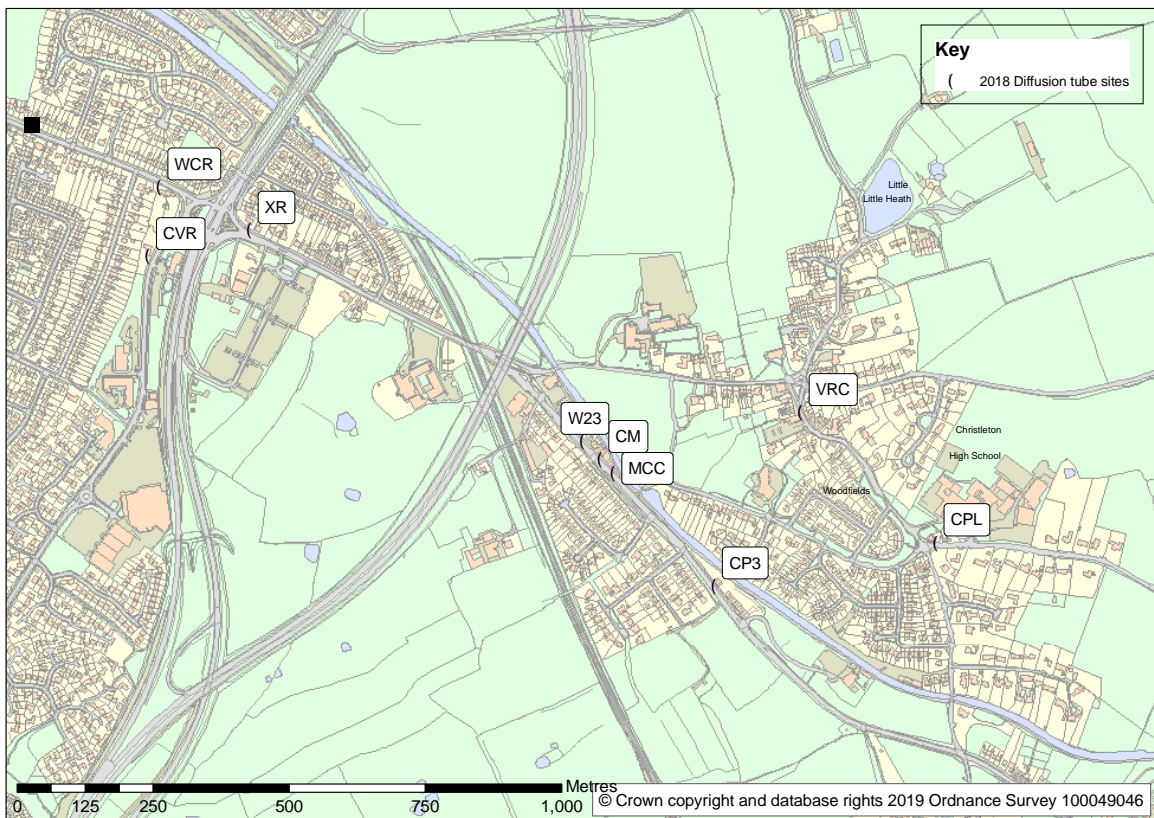 Key
( 2018 Diffusion tube sites
WCR
XR
CVR
Little
Little Heath
VRC
W23
CM
MCC
Christleton
High School
Woodfields
CPL
CP3
Metres
0 125 250 500 750 1,000
© Crown copyright and database rights 2019 Ordnance Survey 100049046